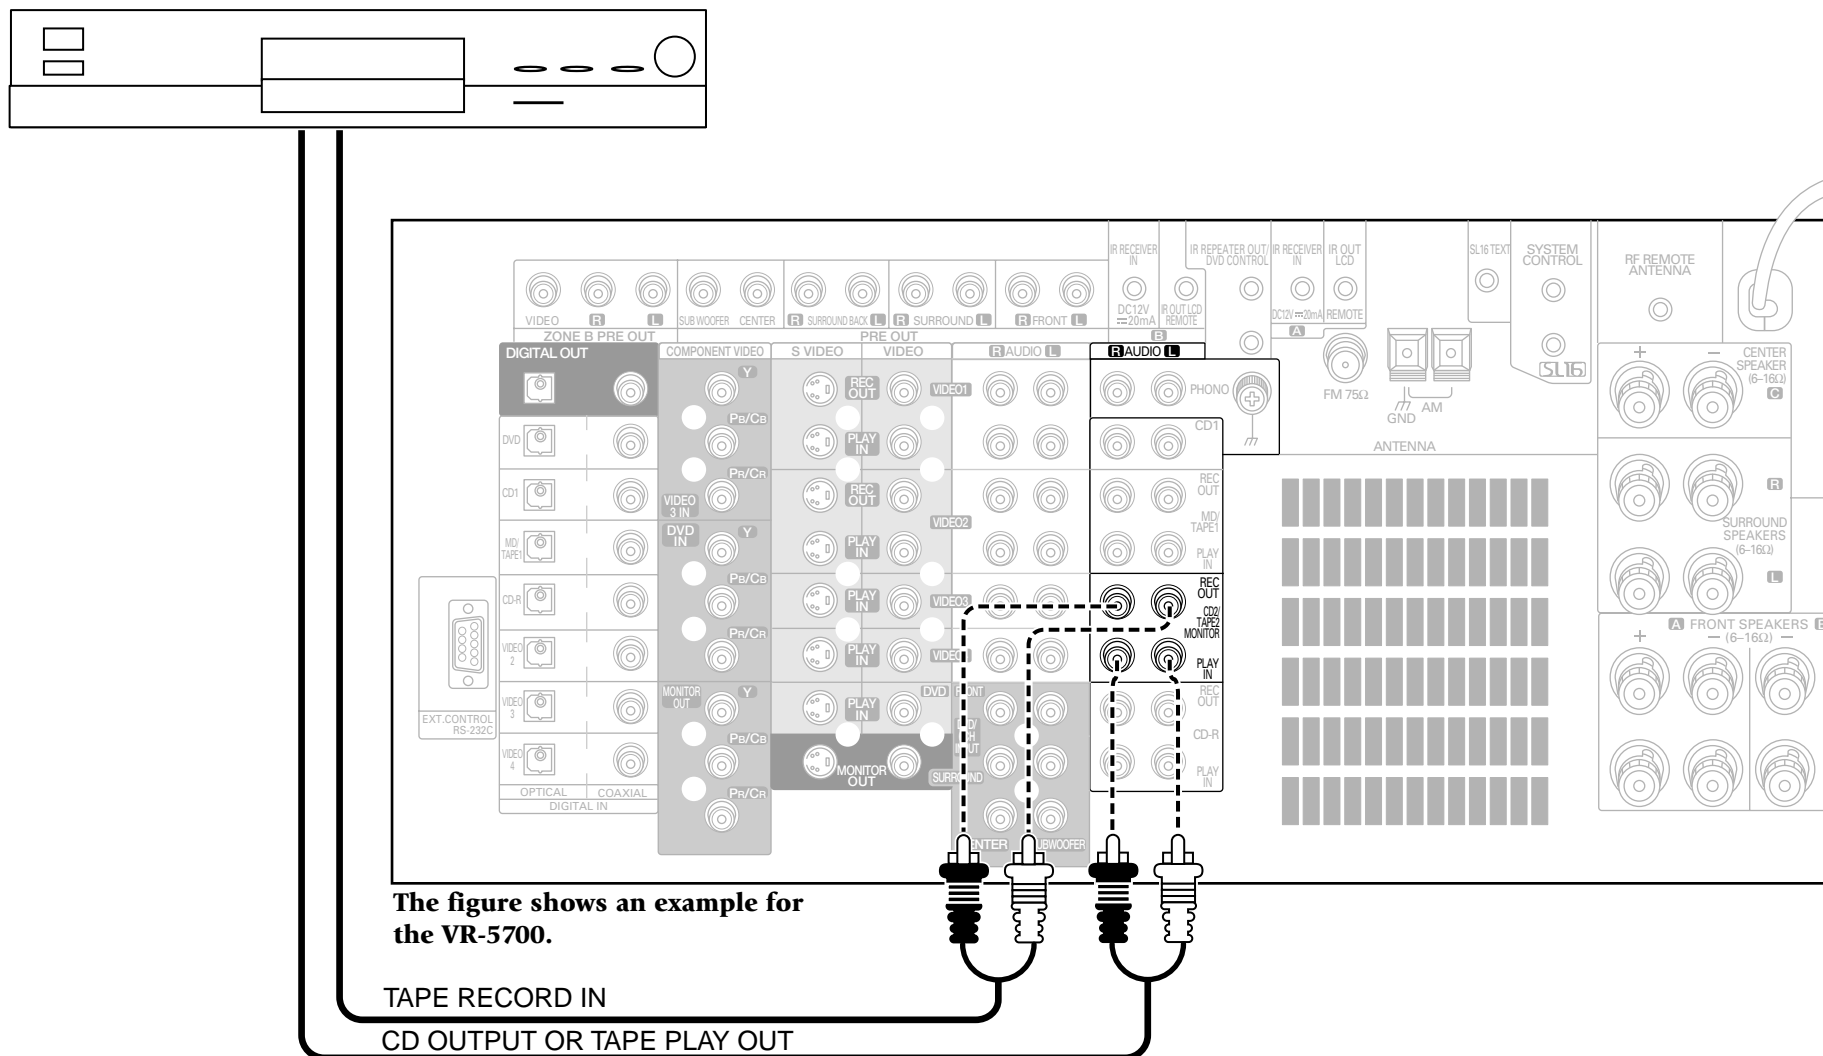 IR RECEIVER
IN
IR REPEATER OUT/
DVD CONTROL
IR RECEIVER
IN
IR OUT
LCD
SL16 TEXT
SYSTEM
CONTROL
RF REMOTE
ANTENNA
DC12V
20mA
IR OUT LCD
REMOTE
DC12V 20mA
REMOTE
B
A
VIDEO
R
L
SUB WOOFER
CENTER
R SURROUND BACK L
R SURROUND L
R FRONT L
ZONE B PRE OUT
PRE OUT
SL16
DIGITAL OUT
COMPONENT VIDEO
S VIDEO
VIDEO
R AUDIO L
R AUDIO L
FM 75Ω
GND
AM
ANTENNA
+
−
CENTER
SPEAKER
(6–16Ω)
C
Y
PB/CB
PR/CR
VIDEO
3 IN
REC
OUT
VIDEO1
PHONO
PLAY
IN
CD1
DVD
CD1
MD/
TAPE1
CD-R
VIDEO
2
VIDEO
3
VIDEO
4
OPTICAL
COAXIAL
DIGITAL IN
EXT.CONTROL
RS-232C
DVD
IN
Y
PB/CB
PR/CR
MONITOR
OUT
Y
PB/CB
PR/CR
REC
OUT
VIDEO2
PLAY
IN
PLAY
IN
VIDEO3
PLAY
IN
PLAY
IN
DVD
FRONT
MONITOR
OUT
SURROUND
REC
OUT
MD/
TAPE1
PLAY
IN
REC
OUT
CD2/
TAPE2
MONITOR
PLAY
IN
REC
OUT
CD-R
PLAY
IN
R
SURROUND
SPEAKERS
(6–16Ω)
L
A FRONT SPEAKERS B
+
− (6–16Ω) −
The figure shows an example for
the VR-5700.
TAPE RECORD IN
CD OUTPUT OR TAPE PLAY OUT